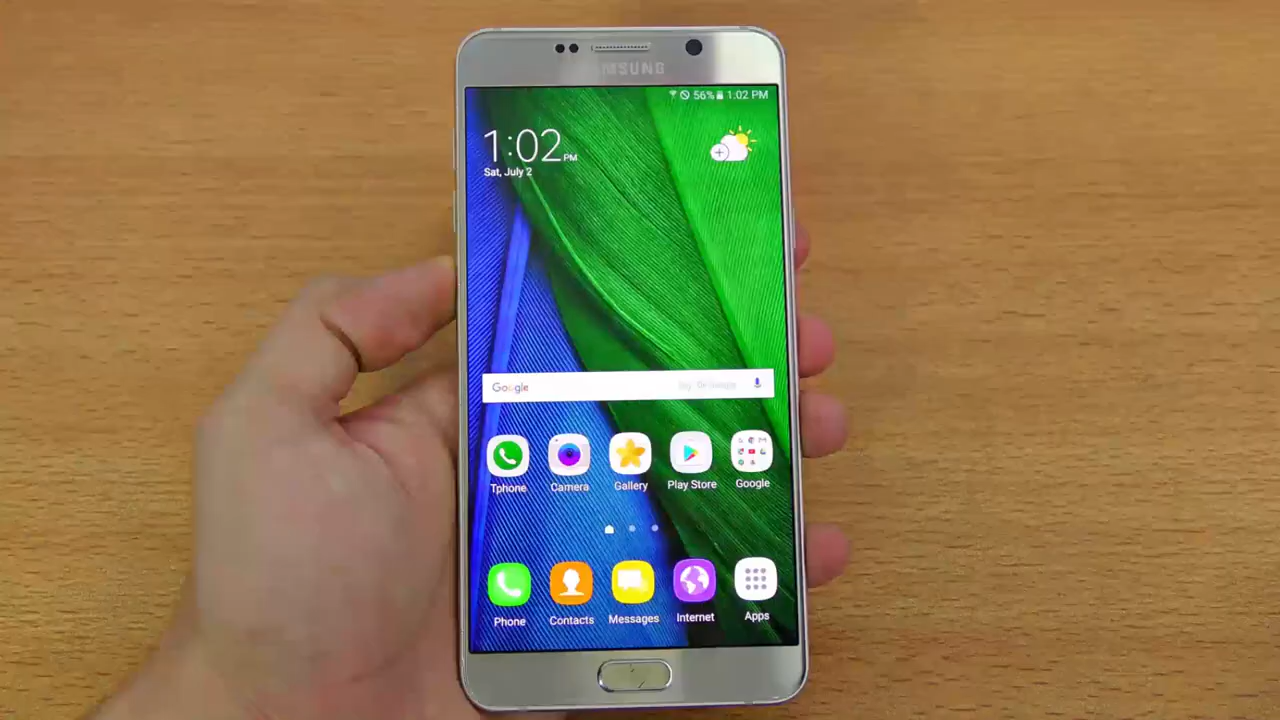 SAMSUNG
56% 1:02 PM
1:02 PM
Sat, July 2
Google
Tphone Camera Gallery Play Store Google
Phone Contacts Messages Internet Apps